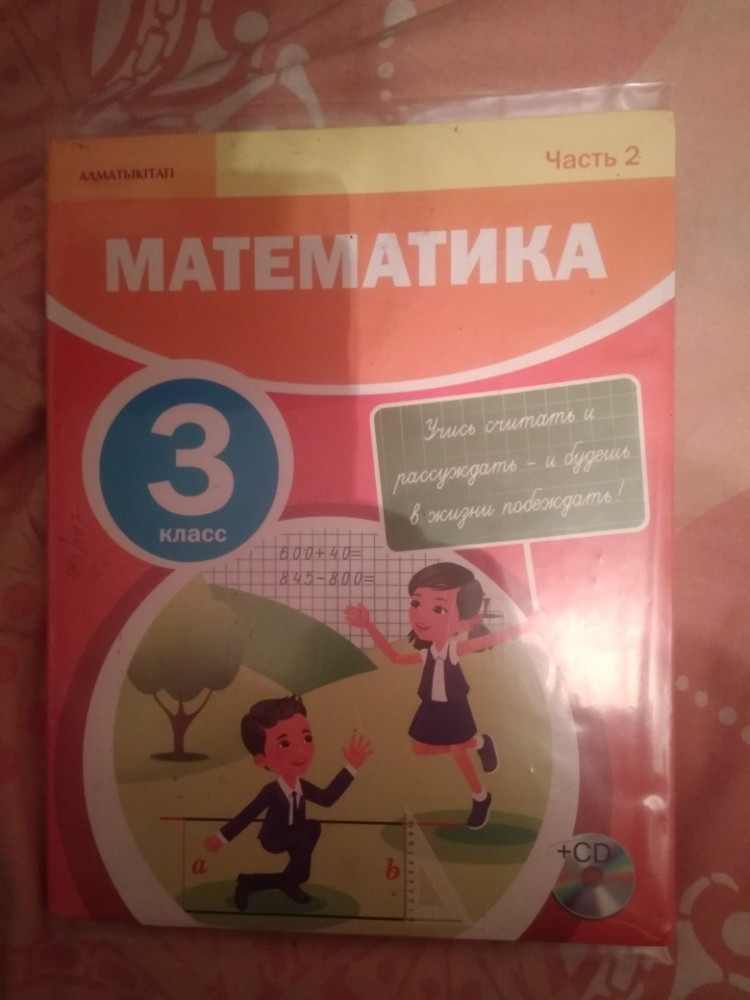 АЛМАТЫКІТАП
Часть 2
МАТЕМАТИКА
3
класс
Учись считать и
рассуждать – и будешь
в жизни побеждать!
600+40=
845-800=
a
b
+CD